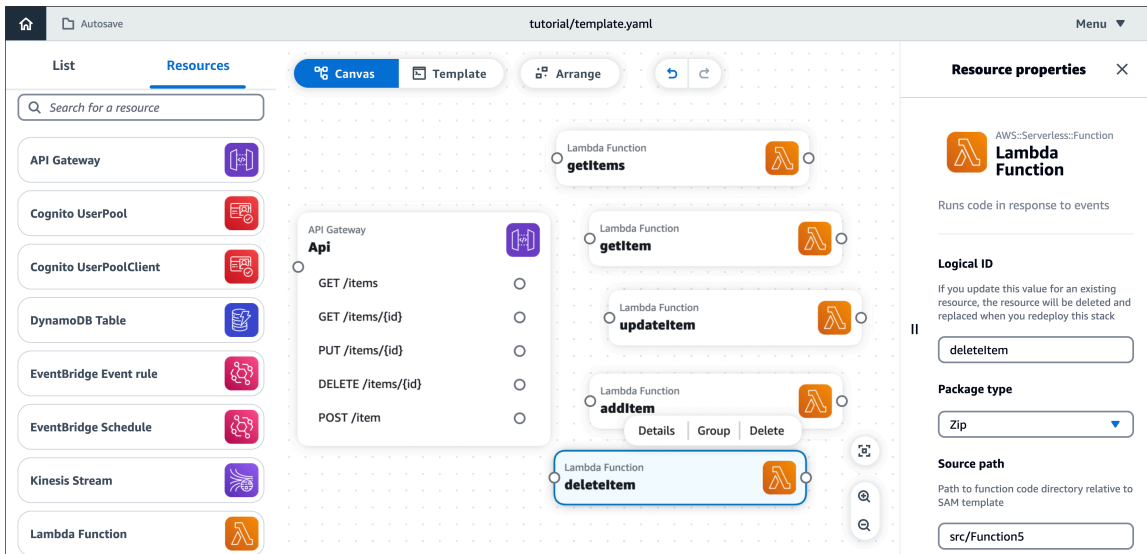 Autosave
tutorial/template.yaml
Menu
List
Resources
Search for a resource
API Gateway
Cognito UserPool
Cognito UserPoolClient
DynamoDB Table
EventBridge Event rule
EventBridge Schedule
Kinesis Stream
Lambda Function
Canvas
Template
Arrange
API Gateway
Api
GET /items
GET /items/{id}
PUT /items/{id}
DELETE /items/{id}
POST /item
Lambda Function
getItems
Lambda Function
getItem
Lambda Function
updateItem
Lambda Function
addItem
Details
Group
Delete
Lambda Function
deleteItem
Resource properties
AWS::Serverless::Function
Lambda
Function
Runs code in response to events
Logical ID
If you update this value for an existing
resource, the resource will be deleted and
replaced when you redeploy this stack
deleteItem
Package type
Zip
Source path
Path to function code directory relative to
SAM template
src/Function5